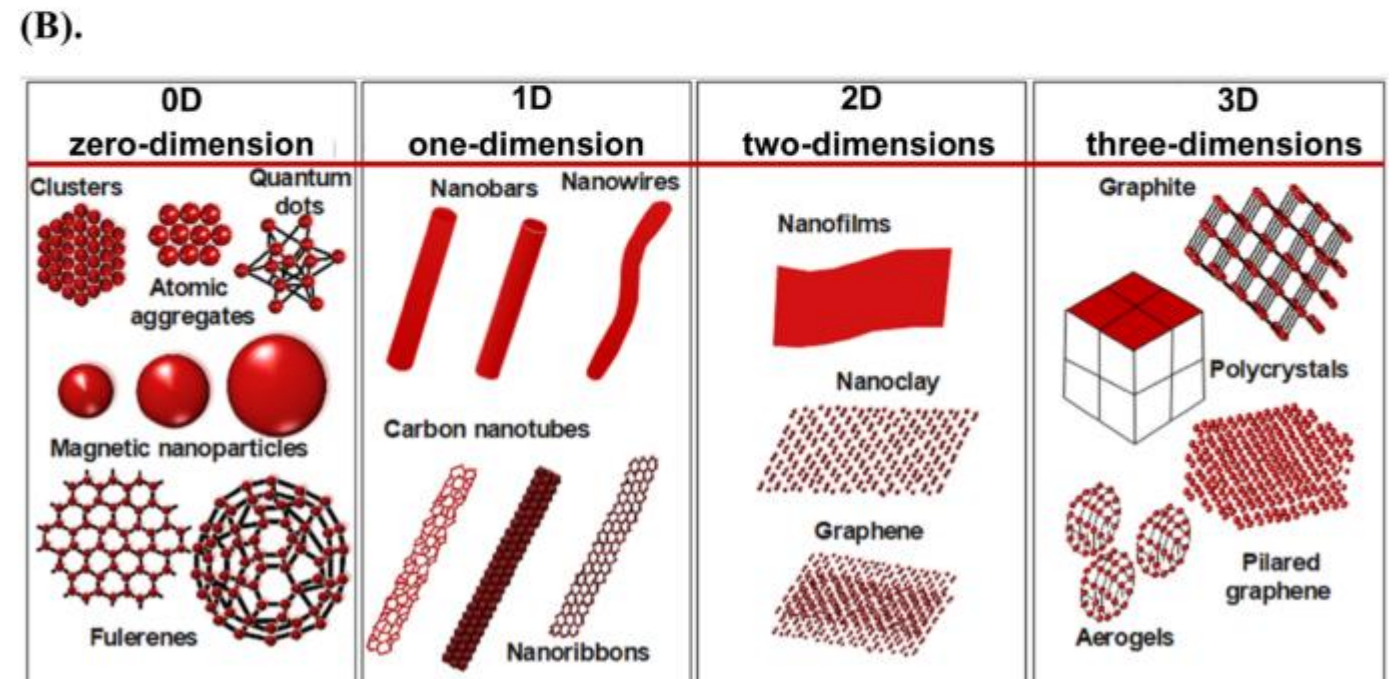 (B).
0D
zero-dimension
Clusters
Quantum
dots
Atomic
aggregates
Magnetic nanoparticles
Fulerenes
1D
one-dimension
Nanobars
Nanowires
Carbon nanotubes
Nanoribbons
2D
two-dimensions
Nanofilms
Nanoclay
Graphene
3D
three-dimensions
Graphite
Polycrystals
Pilared
graphene
Aerogels